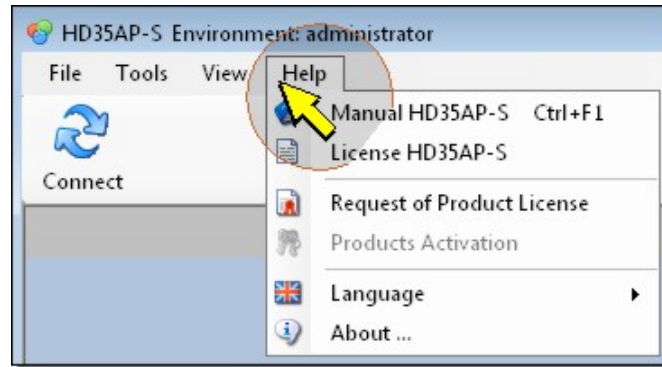 HD35AP-S Environment: administrator
File Tools View Help
Connect
Manual HD35AP-S Ctrl+F1
License HD35AP-S
Request of Product License
Products Activation
Language
About ...